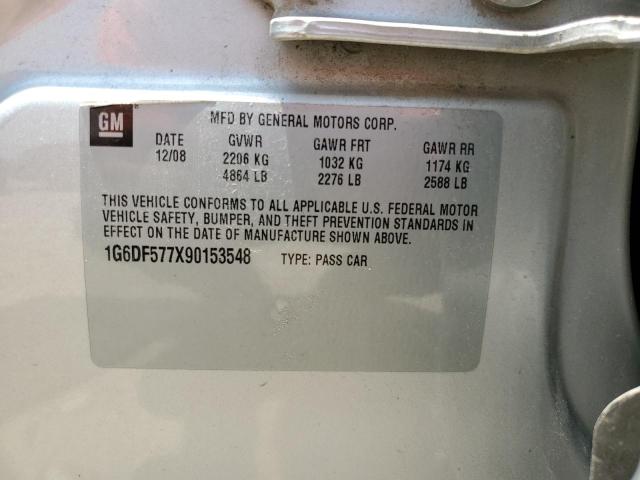 GM
MFD BY GENERAL MOTORS CORP.
DATE GVWR GAWR FRT GAWR RR
12/08 2206 KG 1032 KG 1174 KG
4864 LB 2276 LB 2588 LB
THIS VEHICLE CONFORMS TO ALL APPLICABLE U.S. FEDERAL MOTOR
VEHICLE SAFETY, BUMPER, AND THEFT PREVENTION STANDARDS IN
EFFECT ON THE DATE OF MANUFACTURE SHOWN ABOVE.
1G6DF577X90153548 TYPE: PASS CAR